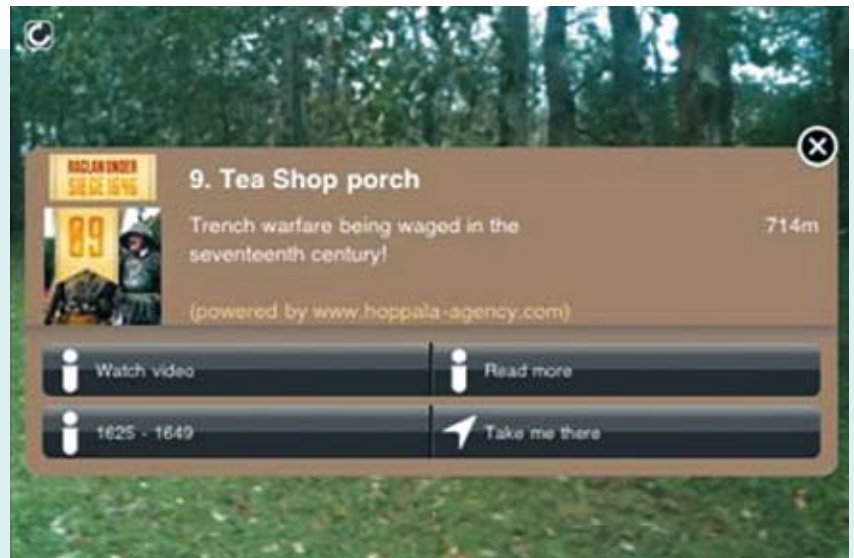 RAGLAN UNDER
SIEGE 1646
9. Tea Shop porch
09
Trench warfare being waged in the
seventeenth century!
714m
(powered by www.hoppala-agency.com)
Watch video
Read more
1625 - 1649
Take me there